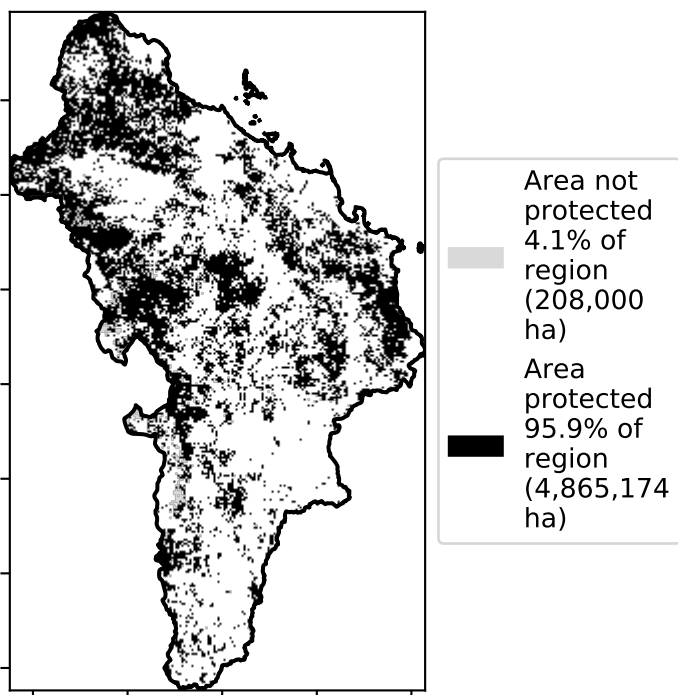 Area not
protected
4.1% of
region
(208,000
ha)
Area
protected
95.9% of
region
(4,865,174
ha)